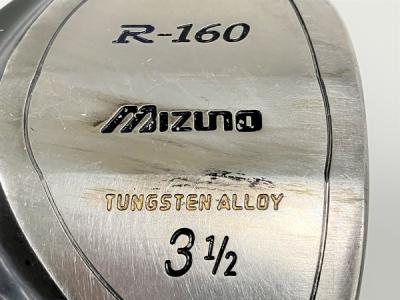 R-160
Mizuno
TUNGSTEN ALLOY
3 1/2